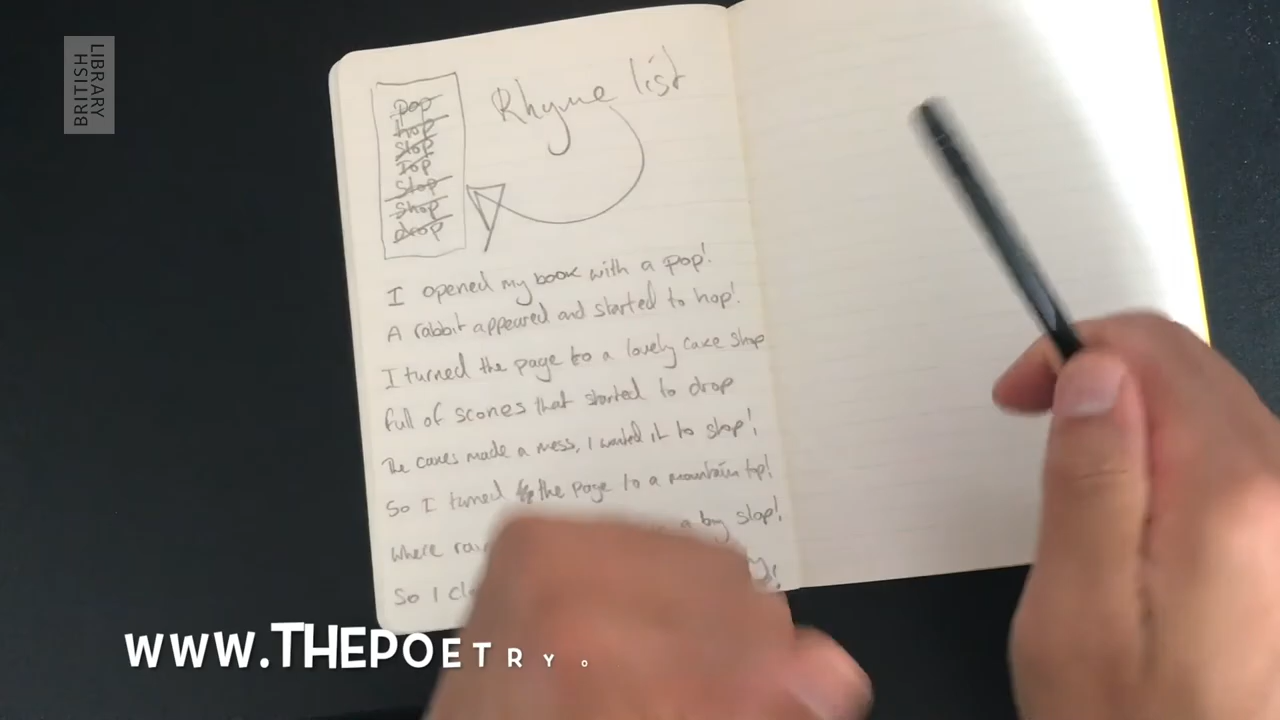 BRITISH
LIBRARY
Rhyme list
pop
hop
stop
top
slop
shop
drop
I opened my book with a pop!
A rabbit appeared and started to hop!
I turned the page to a lovely cake shop
full of scones that started to drop
The cakes made a mess, I wanted it to stop!
So I turned the page to a mountain top!
Where a big slop!
So I
WWW.THEPOETRY.